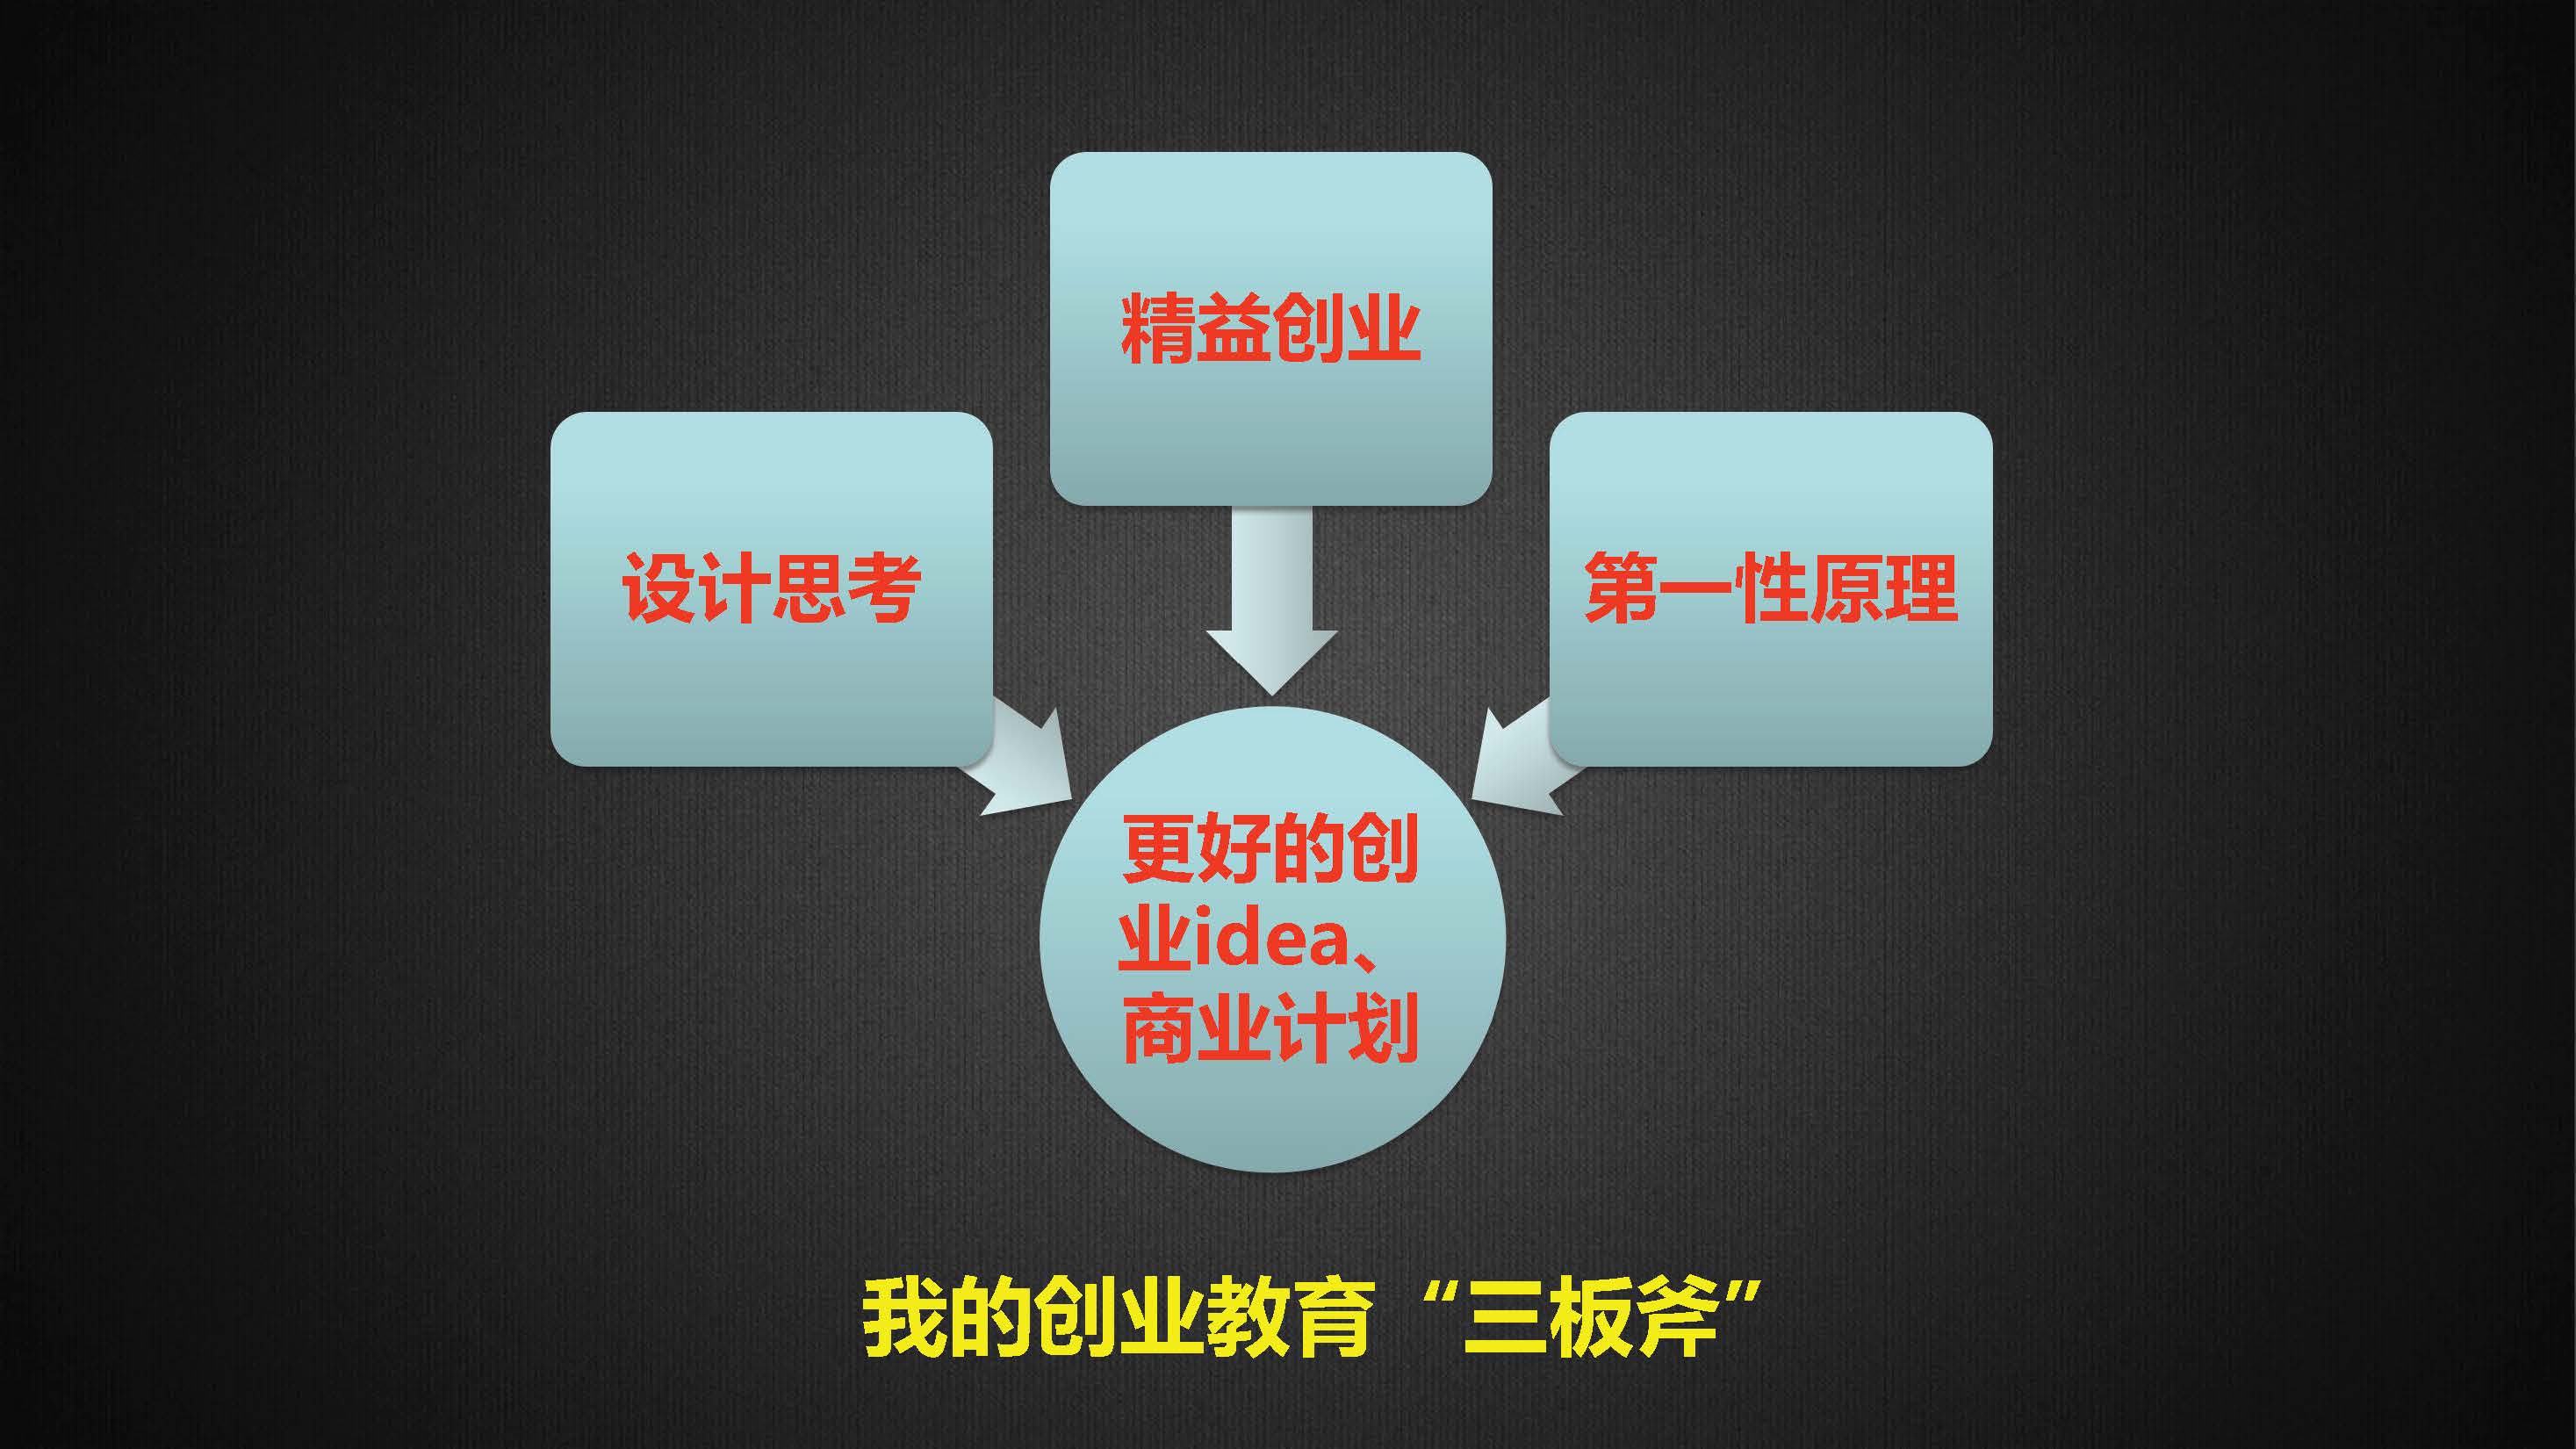 精益创业
设计思考
第一性原理
更好的创
业idea、
商业计划
我的创业教育“三板斧”